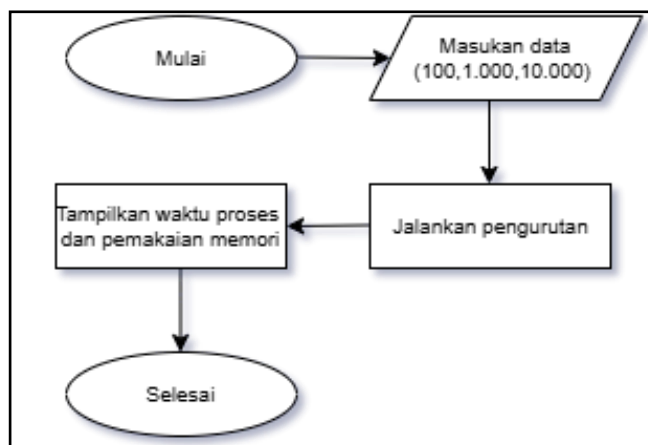 Mulai
Masukan data
(100,1.000,10.000)
Jalankan pengurutan
Tampilkan waktu proses
dan pemakaian memori
Selesai